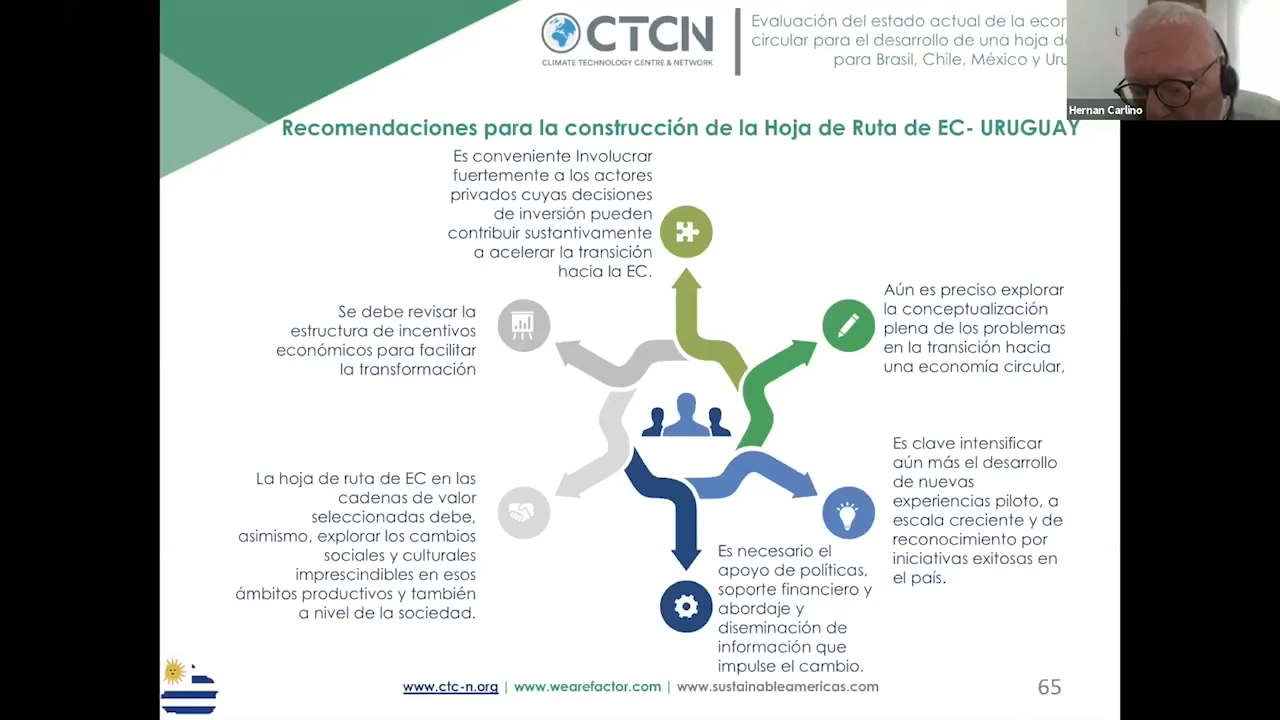 CTCN
CLIMATE TECHNOLOGY CENTRE & NETWORK
Evaluación del estado actual de la
circular para el desarrollo de una hoja
para Brasil, Chile, México y
Hernan Carlino
Recomendaciones para la construcción de la Hoja de Ruta de EC- URUGUAY
Es conveniente Involucrar
fuertemente a los actores
privados cuyas decisiones
de inversión pueden
contribuir sustantivamente
a acelerar la transición
hacia la EC.
Aún es preciso explorar
la conceptualización
plena de los problemas
en la transición hacia
una economía circular,
Se debe revisar la
estructura de incentivos
económicos para facilitar
la transformación
Es clave intensificar
aún más el desarrollo
de nuevas
experiencias piloto, a
escala creciente y de
reconocimiento por
iniciativas exitosas en
el país.
La hoja de ruta de EC en las
cadenas de valor
seleccionadas debe,
asimismo, explorar los cambios
sociales y culturales
imprescindibles en esos
ámbitos productivos y también
a nivel de la sociedad.
Es necesario el
apoyo de políticas,
soporte financiero y
abordaje y
diseminación de
información que
impulse el cambio.
www.ctc-n.org | www.wearefactor.com | www.sustainableamericas.com
65